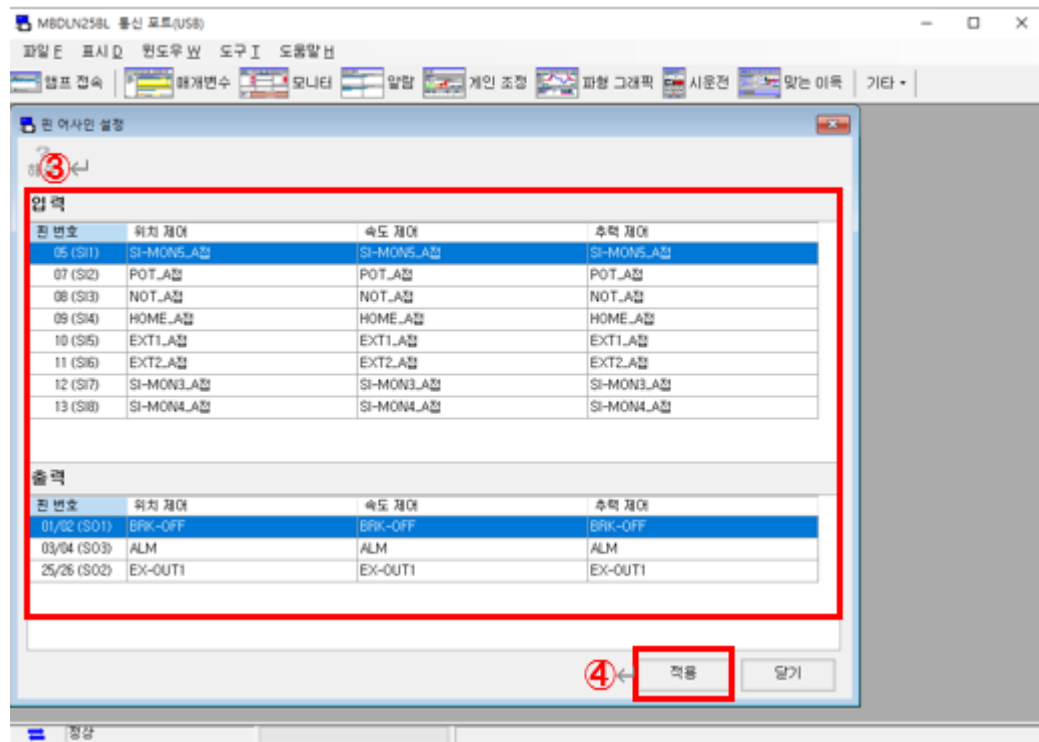 MBDLN25BL 통신 포트(USB)
파일 F 표시 D 윈도우 W 도구 T 도움말 H
앰프 접속 매개변수 모니터 알람 게인 조정 파형 그래픽 시운전 맞는 이득 기타
핀 어사인 설정
③
입력
핀 번호 위치 제어 속도 제어 추력 제어
05 (SI1) SI-MON5_A접 SI-MON5_A접 SI-MON5_A접
07 (SI2) POT_A접 POT_A접 POT_A접
08 (SI3) NOT_A접 NOT_A접 NOT_A접
09 (SI4) HOME_A접 HOME_A접 HOME_A접
10 (SI5) EXT1_A접 EXT1_A접 EXT1_A접
11 (SI6) EXT2_A접 EXT2_A접 EXT2_A접
12 (SI7) SI-MON3_A접 SI-MON3_A접 SI-MON3_A접
13 (SI8) SI-MON4_A접 SI-MON4_A접 SI-MON4_A접
출력
핀 번호 위치 제어 속도 제어 추력 제어
01/02 (SO1) BRK-OFF BRK-OFF BRK-OFF
03/04 (SO3) ALM ALM ALM
25/26 (SO2) EX-OUT1 EX-OUT1 EX-OUT1
④ 적용 닫기
정상